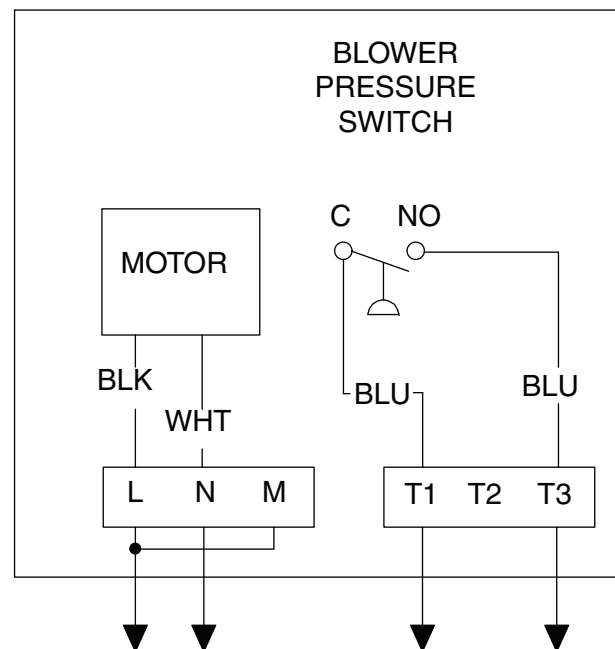 BLOWER
PRESSURE
SWITCH
C NO
MOTOR
BLK
BLU
BLU
WHT
L N M
T1 T2 T3